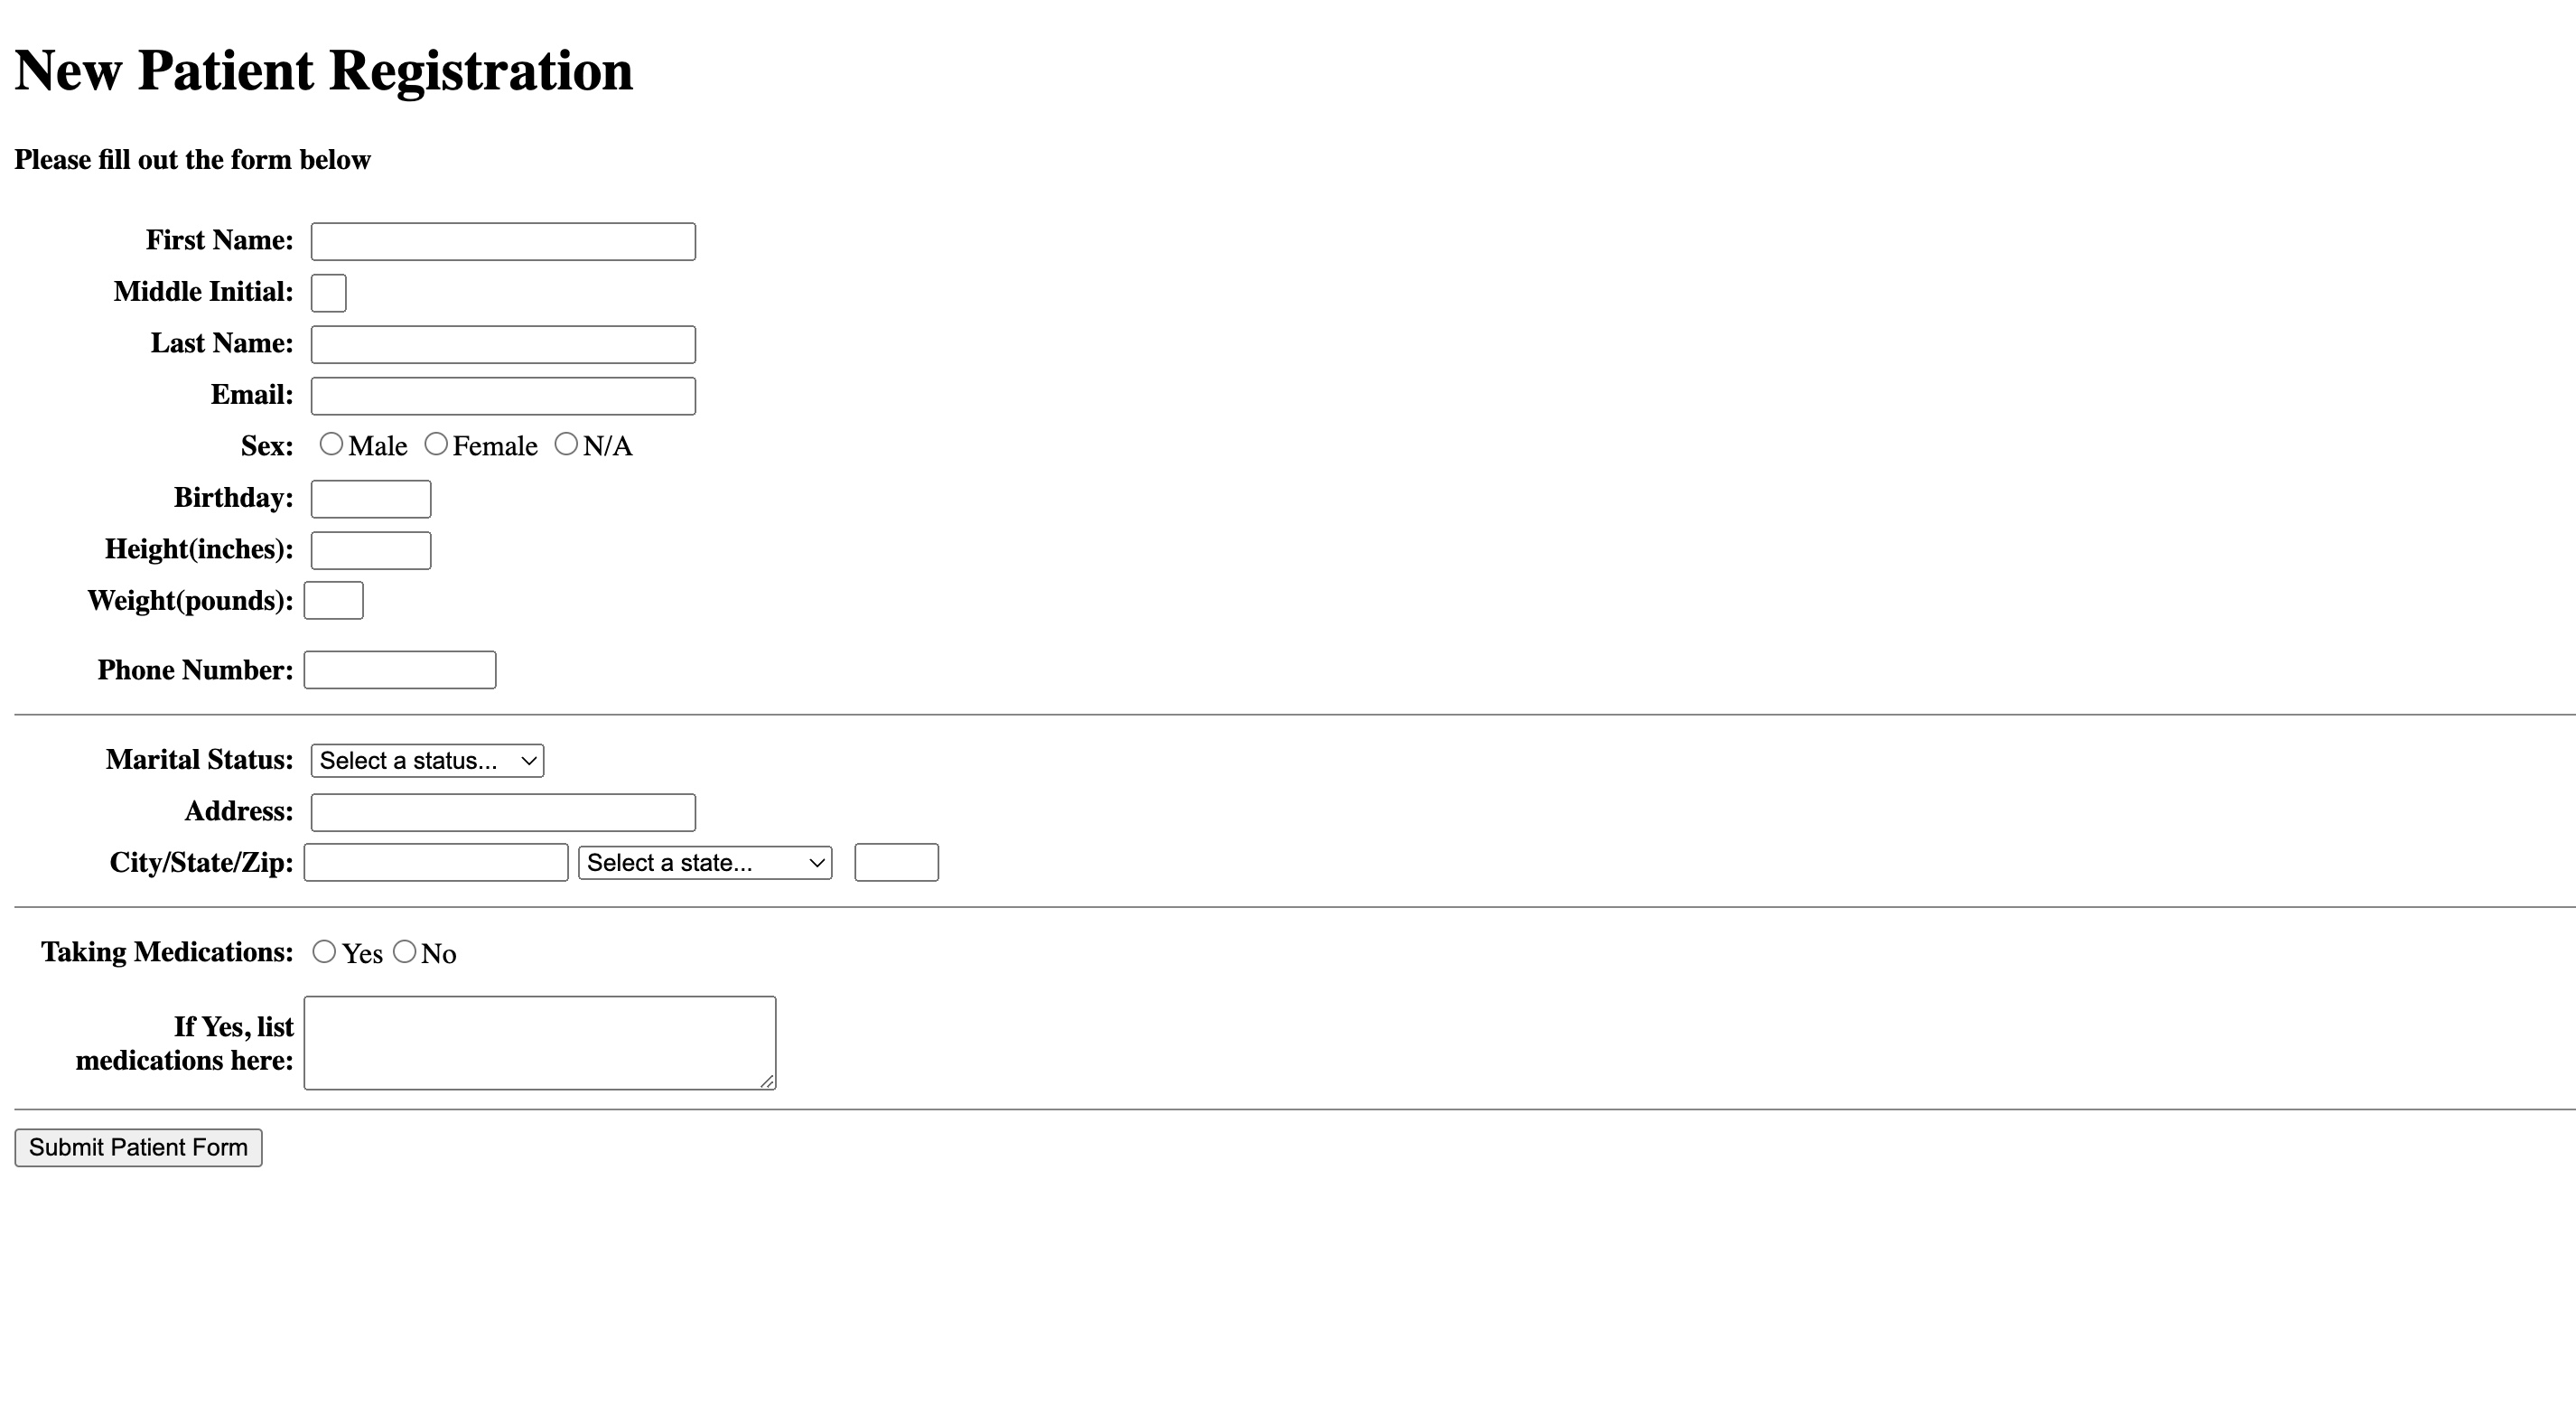 New Patient Registration
Please fill out the form below
First Name:
Middle Initial:
Last Name:
Email:
Sex: Male Female N/A
Birthday:
Height(inches):
Weight(pounds):
Phone Number:
Marital Status: Select a status...
Address:
City/State/Zip: Select a state...
Taking Medications: Yes No
If Yes, list
medications here:
Submit Patient Form